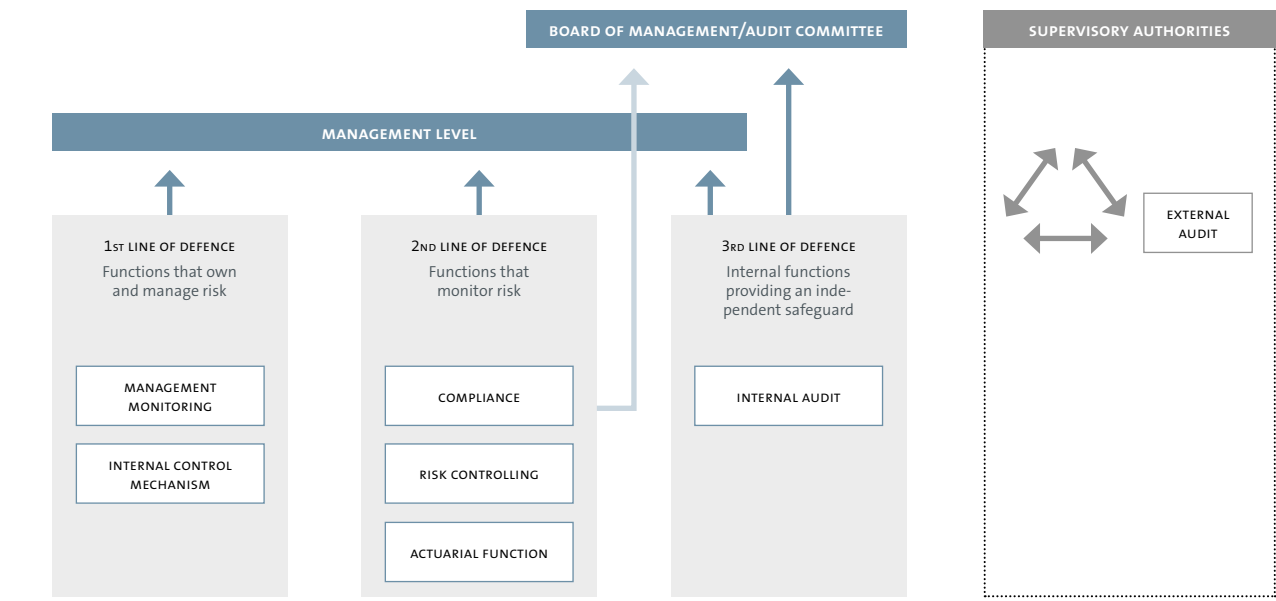 BOARD OF MANAGEMENT/AUDIT COMMITTEE
SUPERVISORY AUTHORITIES
MANAGEMENT LEVEL
1ST LINE OF DEFENCE
Functions that own
and manage risk
MANAGEMENT
MONITORING
INTERNAL CONTROL
MECHANISM
2ND LINE OF DEFENCE
Functions that
monitor risk
COMPLIANCE
RISK CONTROLLING
ACTUARIAL FUNCTION
3RD LINE OF DEFENCE
Internal functions
providing an inde-
pendent safeguard
INTERNAL AUDIT
EXTERNAL
AUDIT